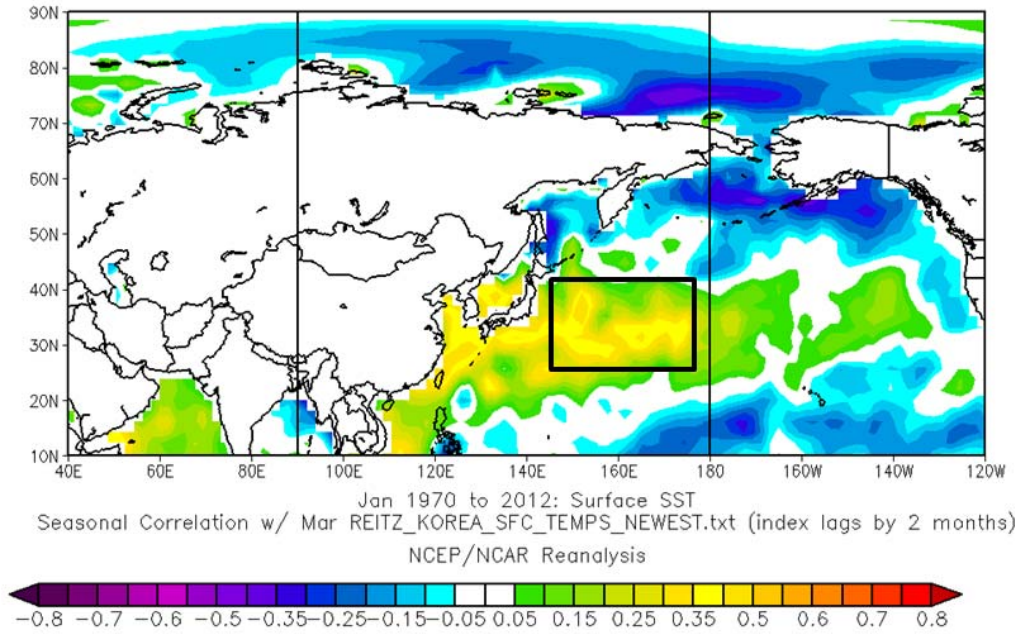 90N
80N
70N
60N
50N
40N
30N
20N
10N
40E 60E 80E 100E 120E 140E 160E 180 160W 140W 120W
Jan 1970 to 2012: Surface SST
Seasonal Correlation w/ Mar REITZ_KOREA_SFC_TEMPS_NEWEST.txt (index lags by 2 months)
NCEP/NCAR Reanalysis
-0.8 -0.7 -0.6 -0.5 -0.35 -0.25 -0.15 -0.05 0.05 0.15 0.25 0.35 0.5 0.6 0.7 0.8